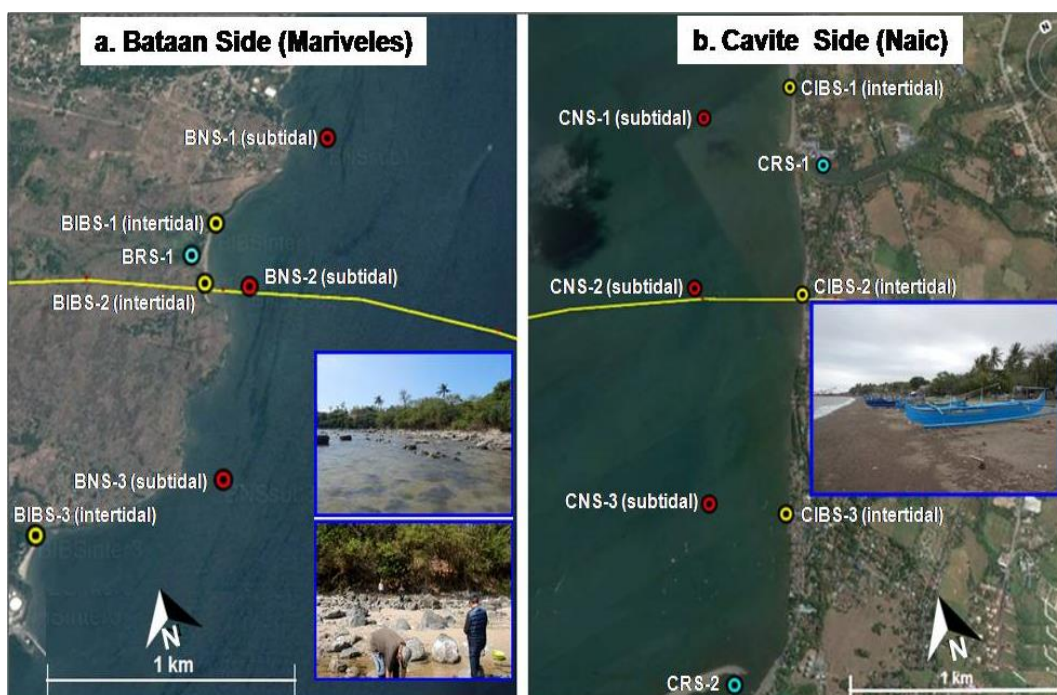 a. Bataan Side (Mariveles)
BNS-1 (subtidal)
BIBS-1 (intertidal)
BRS-1
BNS-2 (subtidal)
BIBS-2 (intertidal)
BNS-3 (subtidal)
BIBS-3 (intertidal)
N
1 km
b. Cavite Side (Naic)
N
CIBS-1 (intertidal)
CNS-1 (subtidal)
CRS-1
CNS-2 (subtidal)
CIBS-2 (intertidal)
CNS-3 (subtidal)
CIBS-3 (intertidal)
N
1 km
CRS-2